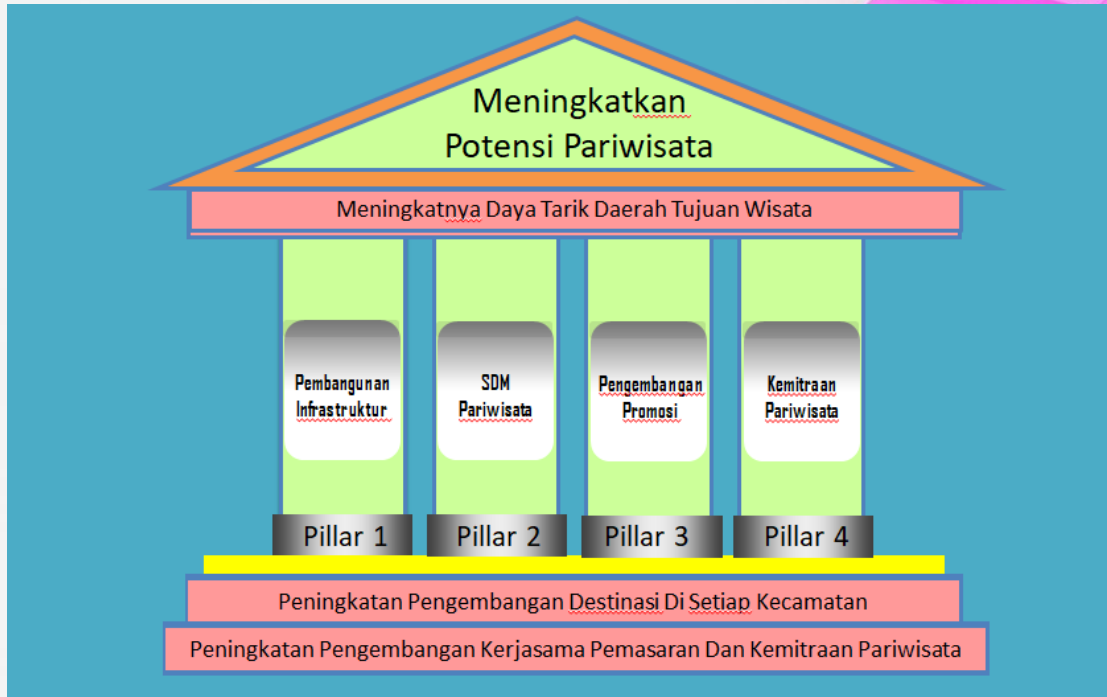 Meningkatkan
Potensi Pariwisata
Meningkatnya Daya Tarik Daerah Tujuan Wisata
Pembangunan
Infrastruktur
SDM
Pariwisata
Pengembangan
Promosi
Kemitraan
Pariwisata
Pillar 1
Pillar 2
Pillar 3
Pillar 4
Peningkatan Pengembangan Destinasi Di Setiap Kecamatan
Peningkatan Pengembangan Kerjasama Pemasaran Dan Kemitraan Pariwisata